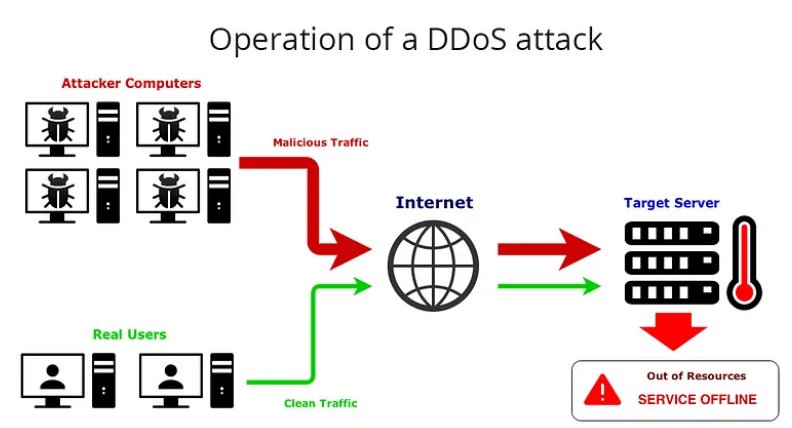 Operation of a DDoS attack
Attacker Computers
Malicious Traffic
Internet
Target Server
Real Users
Clean Traffic
Out of Resources
SERVICE OFFLINE